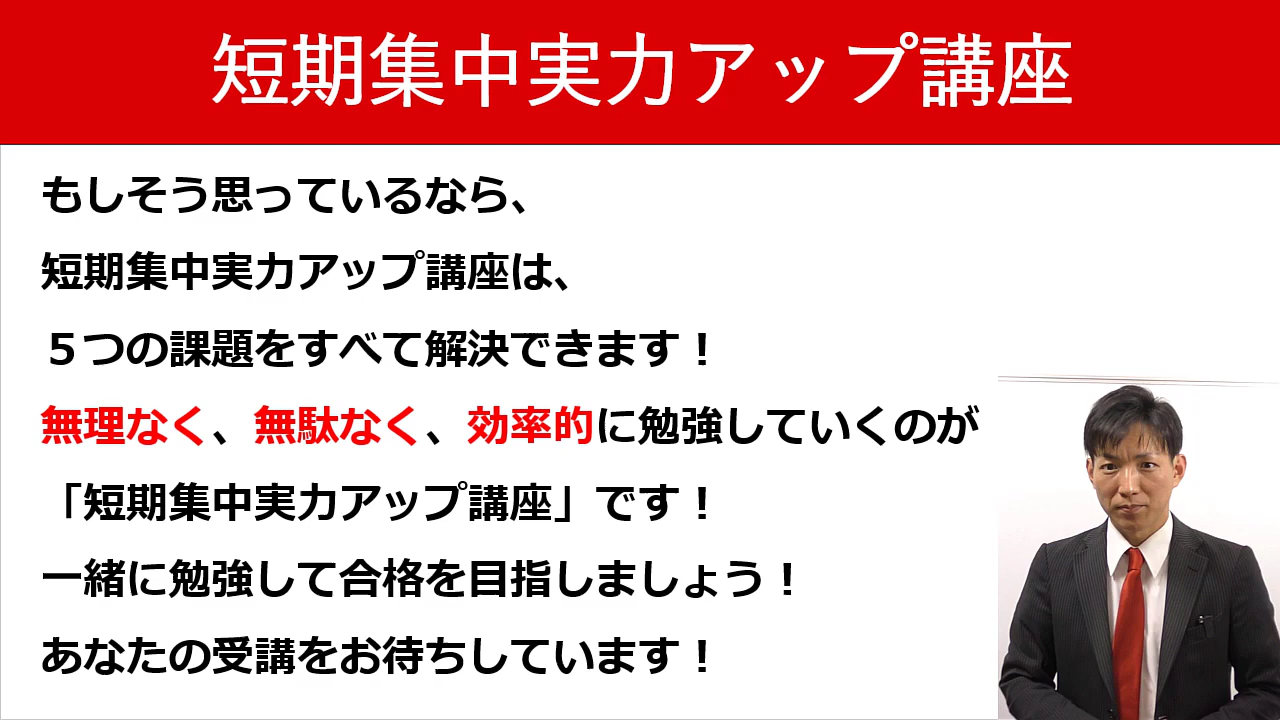 短期集中実力アップ講座
もしそう思っているなら、
短期集中実力アップ講座は、
５つの課題をすべて解決できます！
無理なく、無駄なく、効率的に勉強していくのが
「短期集中実力アップ講座」です！
一緒に勉強して合格を目指しましょう！
あなたの受講をお待ちしています！